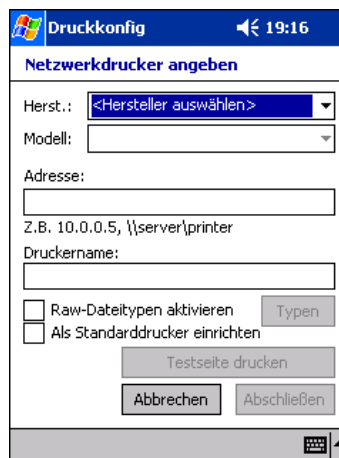 Druckkonfig 19:16
Netzwerkdrucker angeben
Herst.: <Hersteller auswählen>
Modell:
Adresse:
Z.B. 10.0.0.5, \\server\printer
Druckername:
Raw-Dateitypen aktivieren Typen
Als Standarddrucker einrichten
Testseite drucken
Abbrechen Abschließen